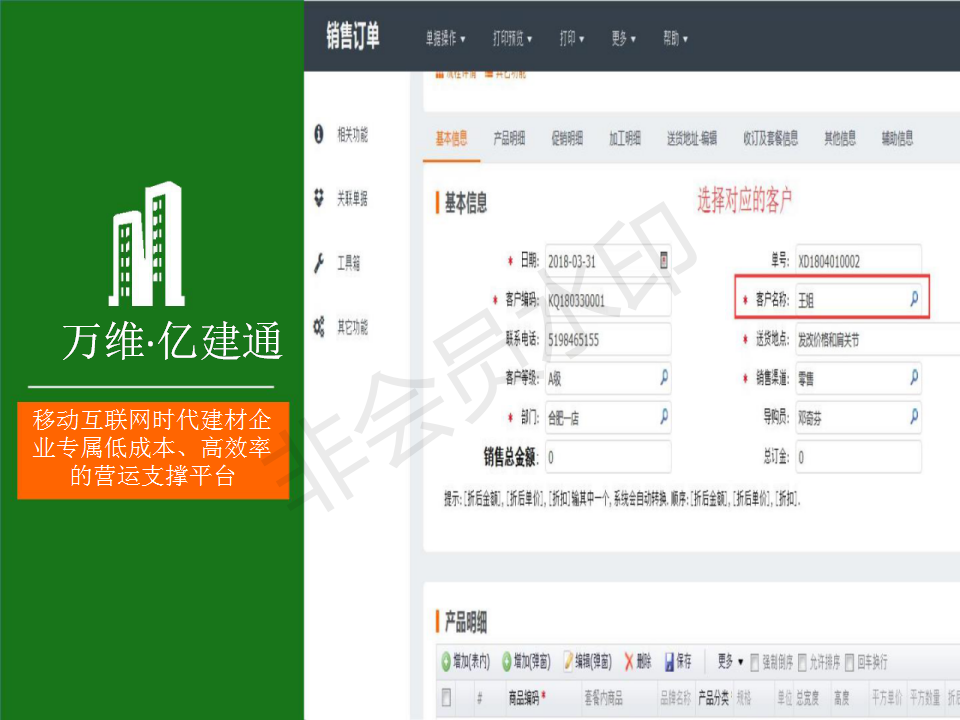 万维·亿建通
移动互联网时代建材企
业专属低成本、高效率
的营运支撑平台
销售订单 单据操作 打印预览 打印 更多 帮助
相关功能
关联单据
工具箱
其它功能
基本信息 产品明细 促销明细 加工明细 送货地址-编辑 收订及套餐信息 其他信息 辅助信息
基本信息
选择对应的客户
* 日期: 2018-03-31 单号: XD1804010002
* 客户编码: KQ180330001 * 客户名称: 王姐
联系电话: 5198465155 * 送货地点: 发改价格和肩关节
客户等级: A级 * 销售渠道: 零售
* 部门: 合肥一店 导购员: 邓奇芬
销售总金额: 0 总订金: 0
提示: [折后金额], [折后单价], [折扣] 输其中一个, 系统会自动转换. 顺序: [折后金额], [折后单价], [折扣].
产品明细
增加(表内) 增加(弹窗) 编辑(弹窗) 删除 保存 更多 强制倒序 允许排序 回车换行
# 商品编码* 套餐内商品 品牌名称 产品分类* 规格 单位 总宽度 高度 平方单价 平方数量 折后
非会员水印